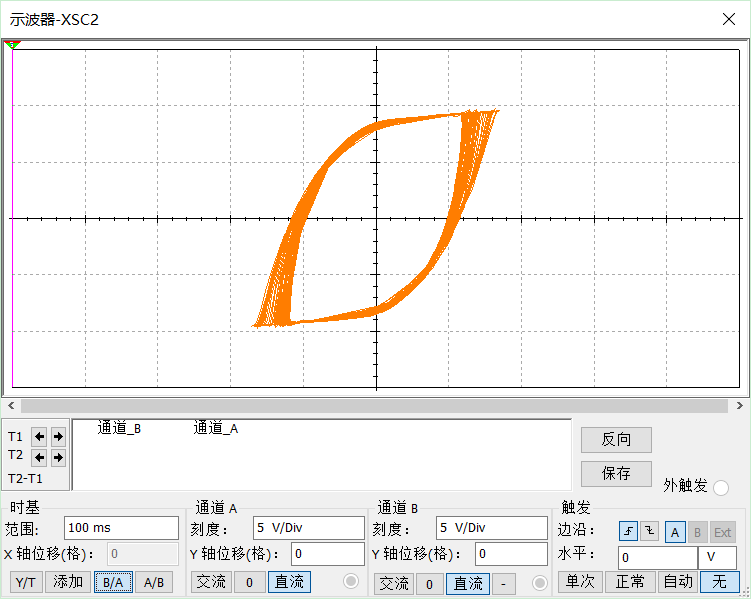 示波器-XSC2
通道_B 通道_A
T1
T2
T2-T1
反向
保存
外触发
时基
范围: 100 ms
X 轴位移(格): 0
Y/T 添加 B/A A/B
通道 A
刻度: 5 V/Div
Y 轴位移(格): 0
交流 0 直流
通道 B
刻度: 5 V/Div
Y 轴位移(格): 0
交流 0 直流 -
触发
边沿: A B Ext
水平: 0 V
单次 正常 自动 无